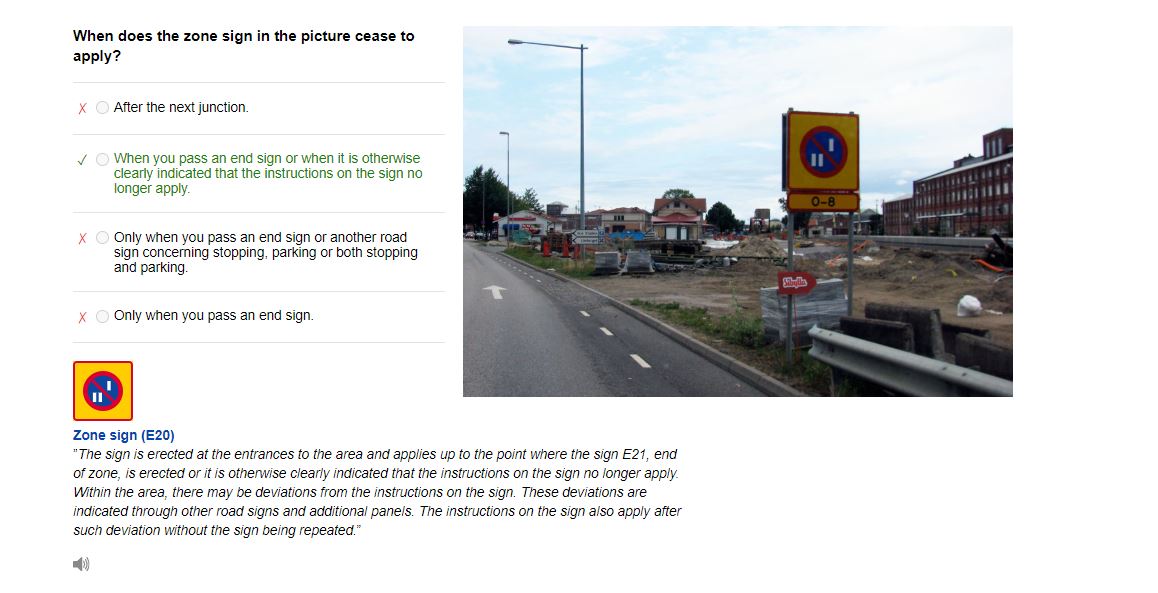 When does the zone sign in the picture cease to
apply?
After the next junction.
When you pass an end sign or when it is otherwise
clearly indicated that the instructions on the sign no
longer apply.
Only when you pass an end sign or another road
sign concerning stopping, parking or both stopping
and parking.
Only when you pass an end sign.
0-8
Sibylla
Zone sign (E20)
"The sign is erected at the entrances to the area and applies up to the point where the sign E21, end
of zone, is erected or it is otherwise clearly indicated that the instructions on the sign no longer apply.
Within the area, there may be deviations from the instructions on the sign. These deviations are
indicated through other road signs and additional panels. The instructions on the sign also apply after
such deviation without the sign being repeated."